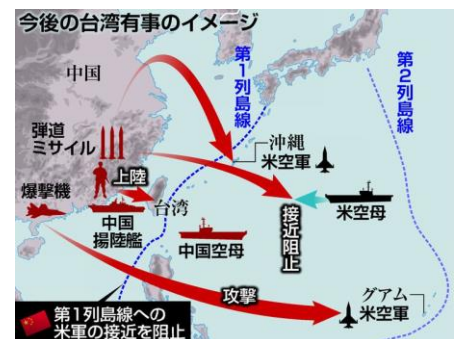 今後の台湾有事のイメージ
中国
第1列島線
第2列島線
弾道
ミサイル
沖縄
米空軍
上陸
爆撃機
台湾
米空母
中国
揚陸艦
中国空母
接近阻止
攻撃
グアム
米空軍
第1列島線への
米軍の接近を阻止